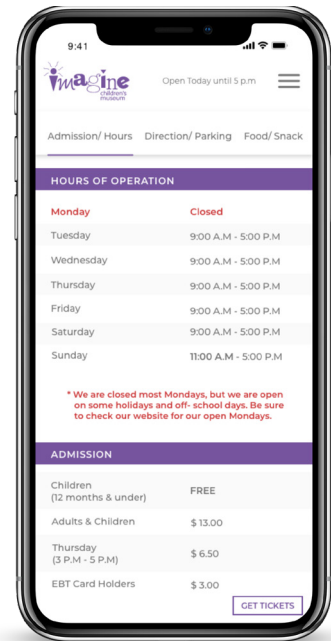 9:41
imagine
children's
museum
Open Today until 5 p.m
Admission/ Hours Direction/ Parking Food/ Snack
HOURS OF OPERATION
Monday Closed
Tuesday 9:00 A.M - 5:00 P.M
Wednesday 9:00 A.M - 5:00 P.M
Thursday 9:00 A.M - 5:00 P.M
Friday 9:00 A.M - 5:00 P.M
Saturday 9:00 A.M - 5:00 P.M
Sunday 11:00 A.M - 5:00 P.M
* We are closed most Mondays, but we are open
on some holidays and off- school days. Be sure
to check our website for our open Mondays.
ADMISSION
Children
(12 months & under) FREE
Adults & Children $ 13.00
Thursday
(3 P.M - 5 P.M) $ 6.50
EBT Card Holders $ 3.00
GET TICKETS